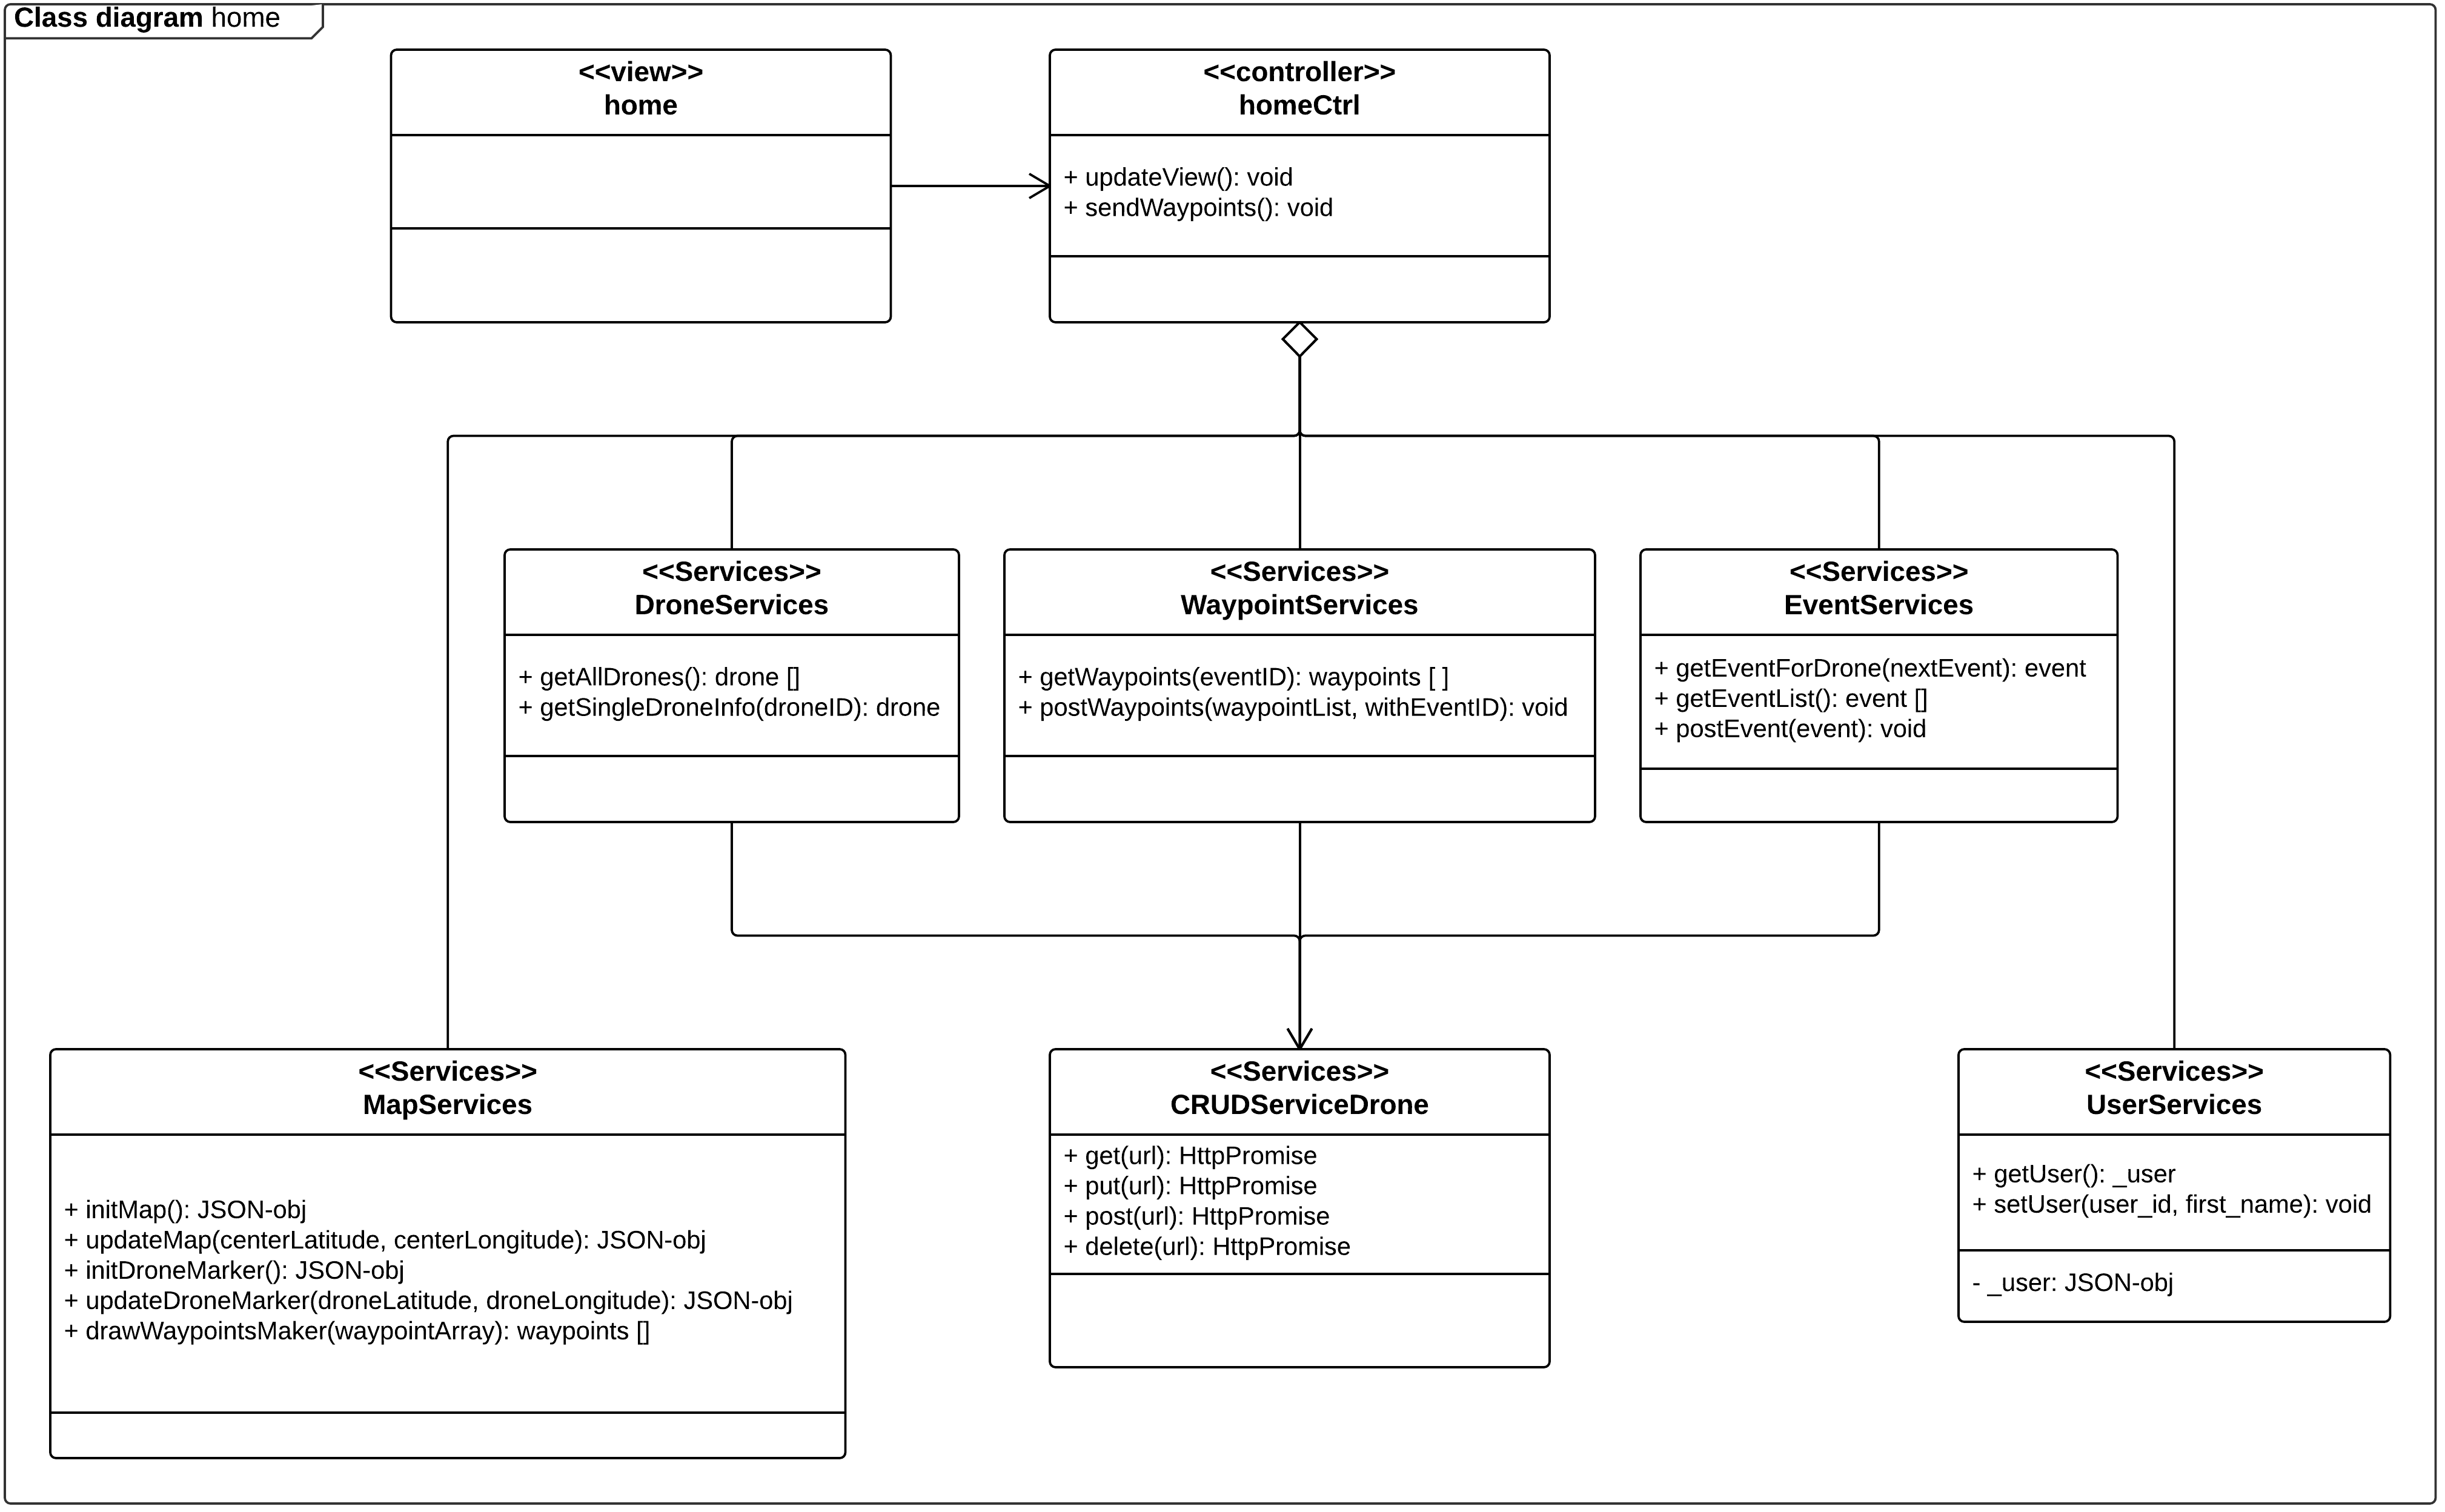 Class diagram home
<<view>>
home
<<controller>>
homeCtrl
+ updateView(): void
+ sendWaypoints(): void
<<Services>>
DroneServices
+ getAllDrones(): drone []
+ getSingleDroneInfo(droneID): drone
<<Services>>
WaypointServices
+ getWaypoints(eventID): waypoints [ ]
+ postWaypoints(waypointList, withEventID): void
<<Services>>
EventServices
+ getEventForDrone(nextEvent): event
+ getEventList(): event []
+ postEvent(event): void
<<Services>>
MapServices
+ initMap(): JSON-obj
+ updateMap(centerLatitude, centerLongitude): JSON-obj
+ initDroneMarker(): JSON-obj
+ updateDroneMarker(droneLatitude, droneLongitude): JSON-obj
+ drawWaypointsMaker(waypointArray): waypoints []
<<Services>>
CRUDServiceDrone
+ get(url): HttpPromise
+ put(url): HttpPromise
+ post(url): HttpPromise
+ delete(url): HttpPromise
<<Services>>
UserServices
+ getUser(): _user
+ setUser(user_id, first_name): void
- _user: JSON-obj